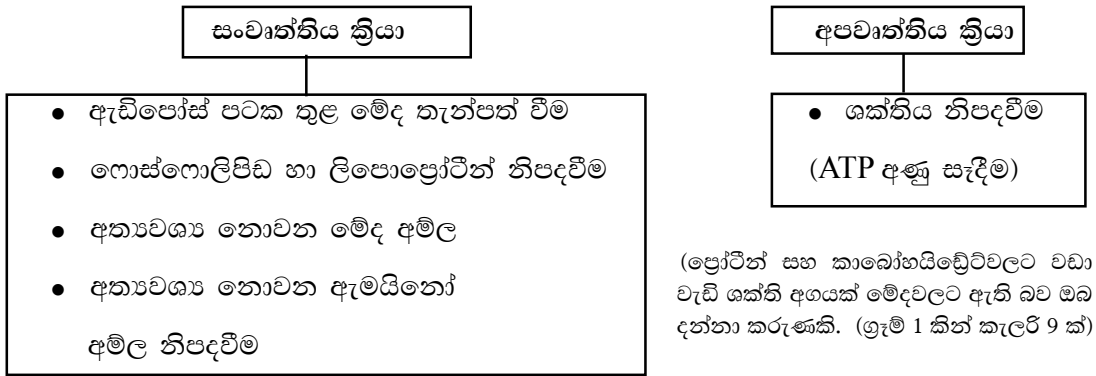 සංවෘත්තිය ක්‍රියා
● ඇඩිපෝස් පටක තුළ මේද තැන්පත් වීම
● ෆොස්ෆොලිපිඩ හා ලිපොප්‍රෝටීන් නිපදවීම
● අත්‍යවශ්‍ය නොවන මේද අම්ල
● අත්‍යවශ්‍ය නොවන ඇමයිනෝ
අම්ල නිපදවීම
අපවෘත්තිය ක්‍රියා
● ශක්තිය නිපදවීම
(ATP අණු සෑදීම)
(ප්‍රෝටීන් සහ කාබෝහයිඩ්‍රේට්වලට වඩා
වැඩි ශක්ති අගයක් මේදවලට ඇති බව ඔබ
දන්නා කරුණකි. (ග්‍රෑම් 1 කින් කැලරි 9 ක්)